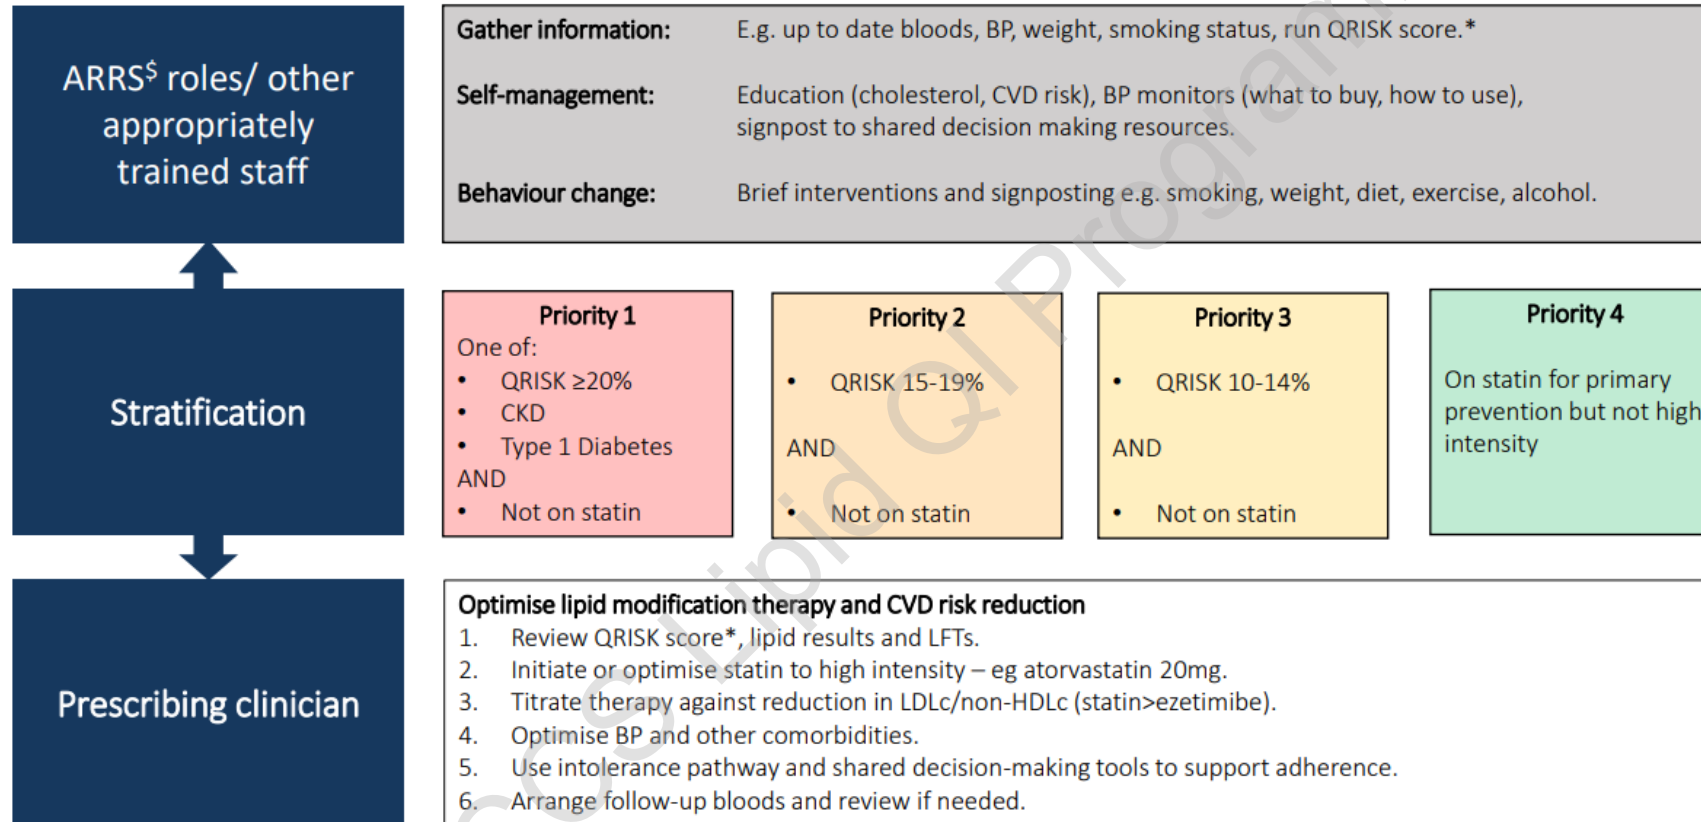 ARRS$ roles/ other
appropriately
trained staff
Gather information: E.g. up to date bloods, BP, weight, smoking status, run QRISK score.*
Self-management: Education (cholesterol, CVD risk), BP monitors (what to buy, how to use),
signpost to shared decision making resources.
Behaviour change: Brief interventions and signposting e.g. smoking, weight, diet, exercise, alcohol.
Stratification
Priority 1
One of:
• QRISK ≥20%
• CKD
• Type 1 Diabetes
AND
• Not on statin
Priority 2
• QRISK 15-19%
AND
• Not on statin
Priority 3
• QRISK 10-14%
AND
• Not on statin
Priority 4
On statin for primary
prevention but not high
intensity
Prescribing clinician
Optimise lipid modification therapy and CVD risk reduction
1. Review QRISK score*, lipid results and LFTs.
2. Initiate or optimise statin to high intensity – eg atorvastatin 20mg.
3. Titrate therapy against reduction in LDLc/non-HDLc (statin>ezetimibe).
4. Optimise BP and other comorbidities.
5. Use intolerance pathway and shared decision-making tools to support adherence.
6. Arrange follow-up bloods and review if needed.
CCS Lipid QI Program